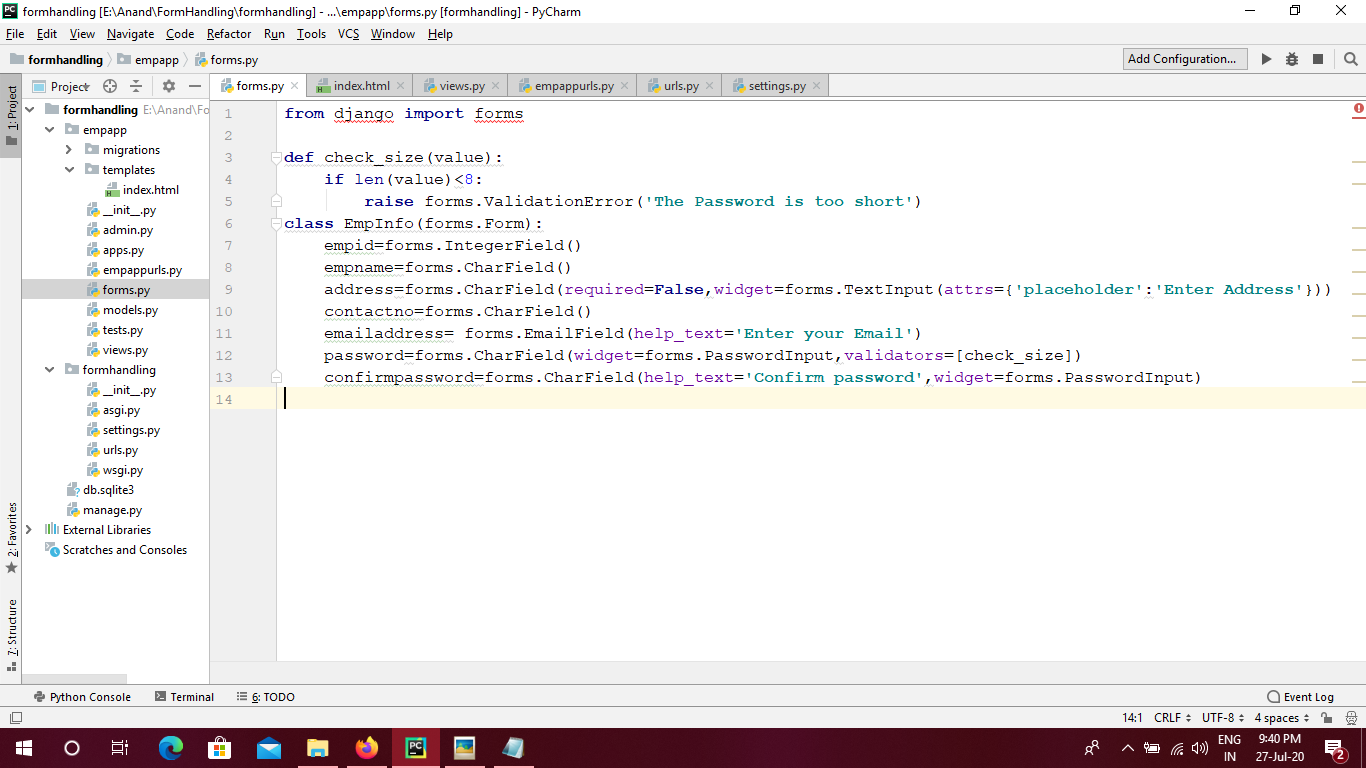 formhandling [E:\Anand\FormHandling\formhandling] - ...\empapp\forms.py [formhandling] - PyCharm
File Edit View Navigate Code Refactor Run Tools VCS Window Help
formhandling empapp forms.py Add Configuration...
Project
forms.py index.html views.py empappurls.py urls.py settings.py
1: Project
formhandling E:\Anand\Fo
empapp
migrations
templates
index.html
__init__.py
admin.py
apps.py
empappurls.py
forms.py
models.py
tests.py
views.py
formhandling
__init__.py
asgi.py
settings.py
urls.py
wsgi.py
db.sqlite3
manage.py
External Libraries
Scratches and Consoles
2: Favorites
7: Structure
1 from django import forms
2
3 def check_size(value):
4 if len(value)<8:
5 raise forms.ValidationError('The Password is too short')
6 class EmpInfo(forms.Form):
7 empid=forms.IntegerField()
8 empname=forms.CharField()
9 address=forms.CharField(required=False,widget=forms.TextInput(attrs={'placeholder':'Enter Address'}))
10 contactno=forms.CharField()
11 emailaddress= forms.EmailField(help_text='Enter your Email')
12 password=forms.CharField(widget=forms.PasswordInput,validators=[check_size])
13 confirmpassword=forms.CharField(help_text='Confirm password',widget=forms.PasswordInput)
14
Python Console Terminal 6: TODO Event Log
14:1 CRLF UTF-8 4 spaces
PC
ENG
IN
9:40 PM
27-Jul-20
2